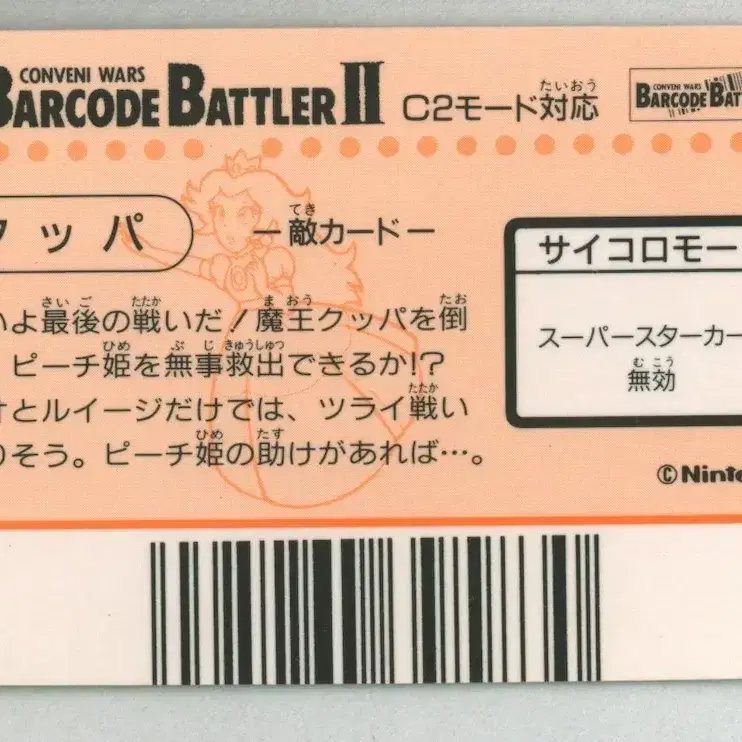 CONVENI WARS
BARCODE BATTLER II C2モード対応
たいおう
CONVENI WARS
BARCODE BAT
クッパ
ー敵カードー
てき
サイコロモー
スーパースターカー
無効
むこう
いよ最後の戦いだ!魔王クッパを倒
さいご たたか まおう たお
ピーチ姫を無事救出できるか!?
ひめ ぶじきゅうしゅつ
オとルイージだけでは、ツライ戦い
たたか
りそう。ピーチ姫の助けがあれば…。
ひめ たす
©Ninte